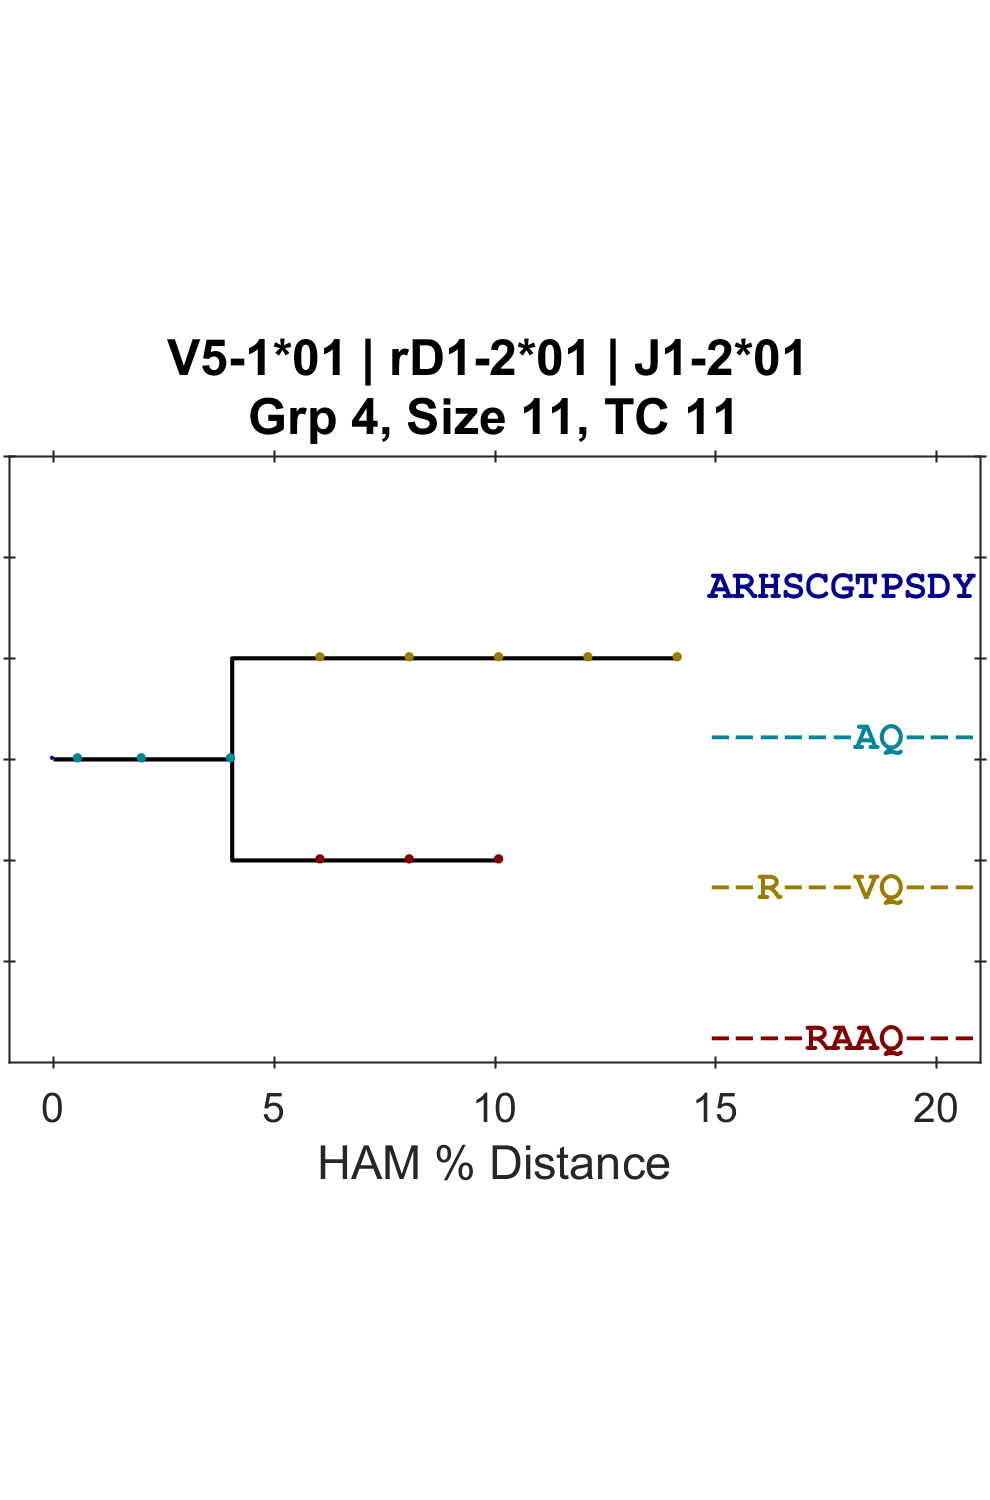 V5-1*01 | rD1-2*01 | J1-2*01
Grp 4, Size 11, TC 11
ARHSCGTPSDY
------AQ---
--R---VQ---
----RAAQ---
0 5 10 15 20
HAM % Distance